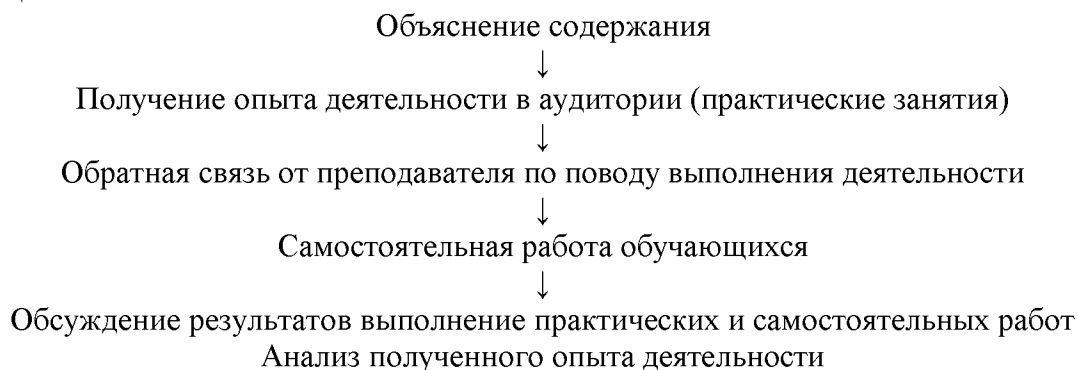 Объяснение содержания
↓
Получение опыта деятельности в аудитории (практические занятия)
↓
Обратная связь от преподавателя по поводу выполнения деятельности
↓
Самостоятельная работа обучающихся
↓
Обсуждение результатов выполнение практических и самостоятельных работ
Анализ полученного опыта деятельности